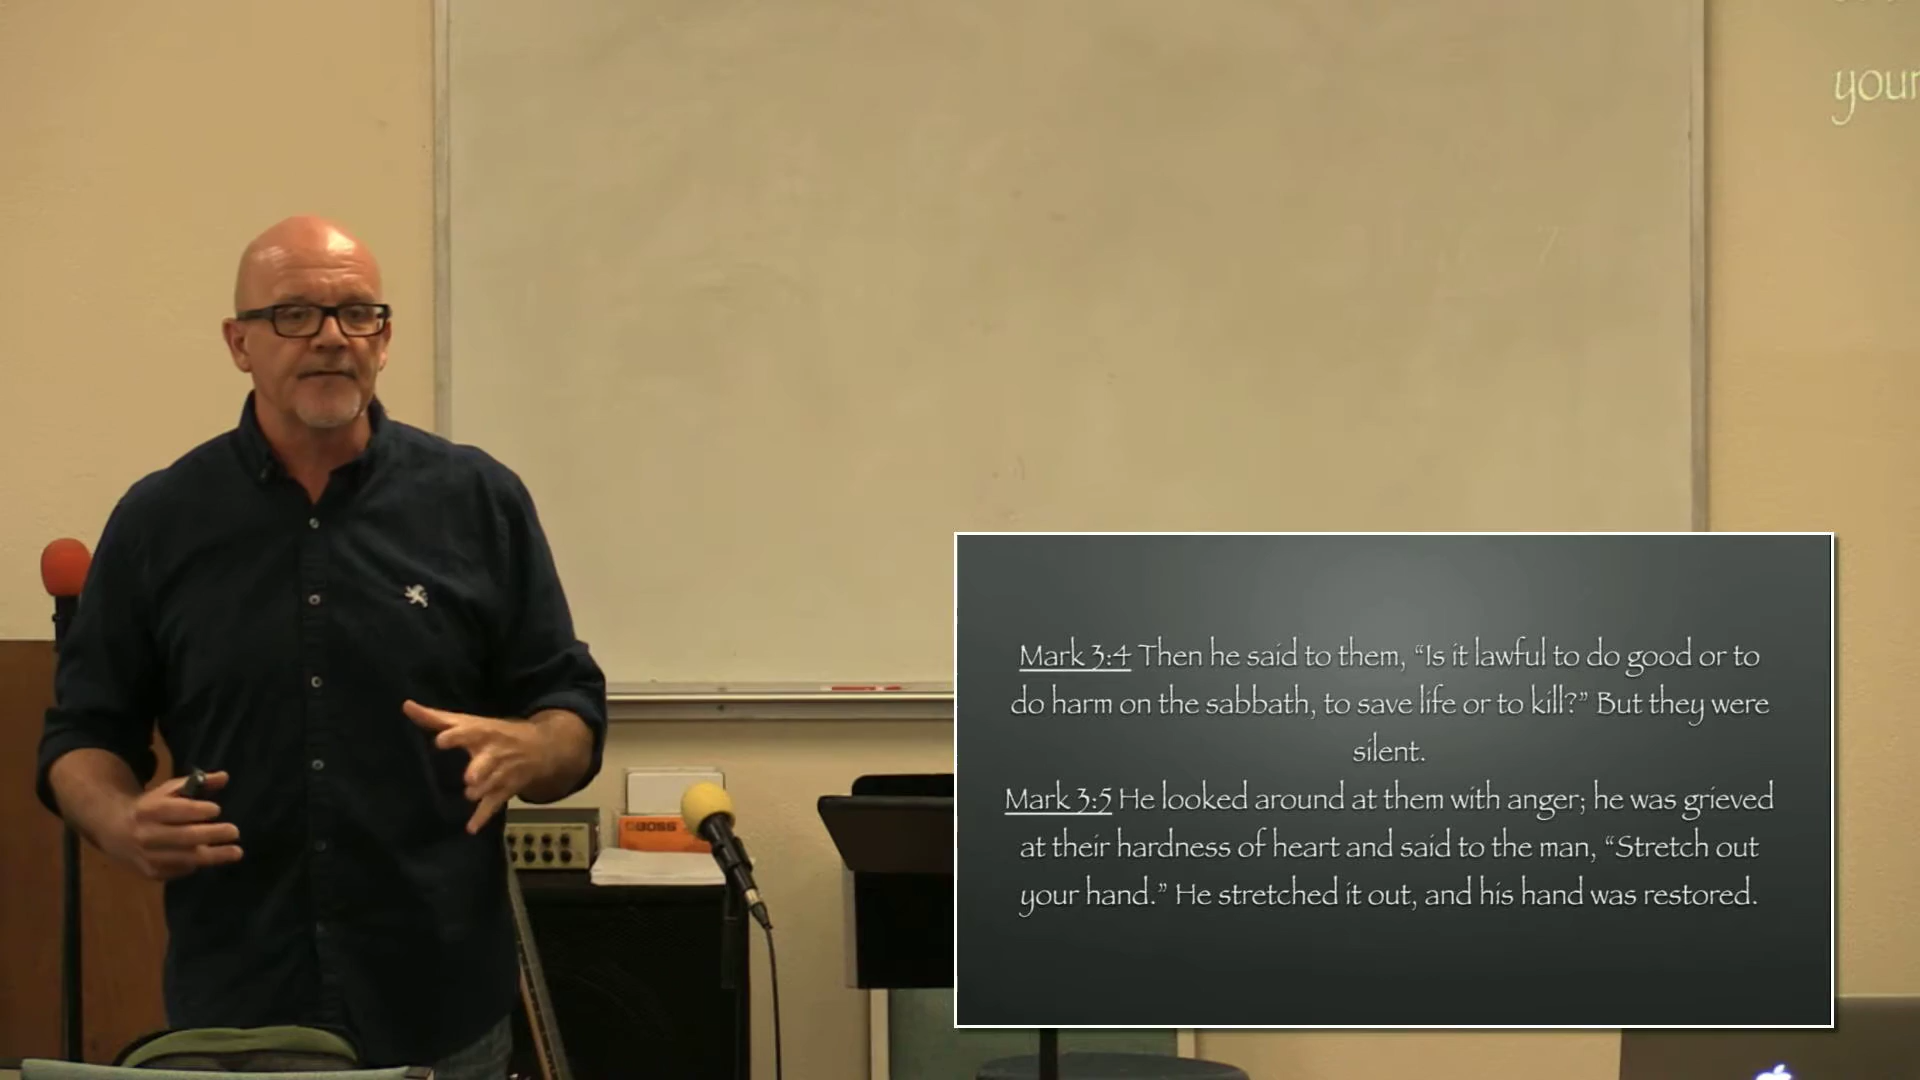 your
Mark 3:4 Then he said to them, “Is it lawful to do good or to
do harm on the sabbath, to save life or to kill?” But they were
silent.
Mark 3:5 He looked around at them with anger; he was grieved
at their hardness of heart and said to the man, “Stretch out
your hand.” He stretched it out, and his hand was restored.
BOSS